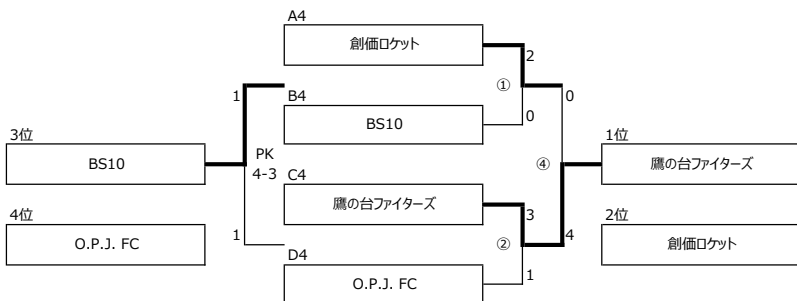 A4
創価ロケット
2
①
0
1
B4
BS10
0
3位
BS10
PK
4-3
④
1位
鷹の台ファイターズ
C4
鷹の台ファイターズ
3
4位
O.P.J. FC
1
②
4
2位
創価ロケット
D4
O.P.J. FC
1